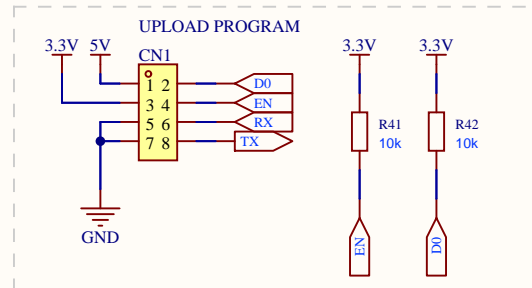 UPLOAD PROGRAM
3.3V 5V
CN1
1 2 D0
3 4 EN
5 6 RX
7 8 TX
GND
3.3V 3.3V
R41 R42
10k 10k
EN D0